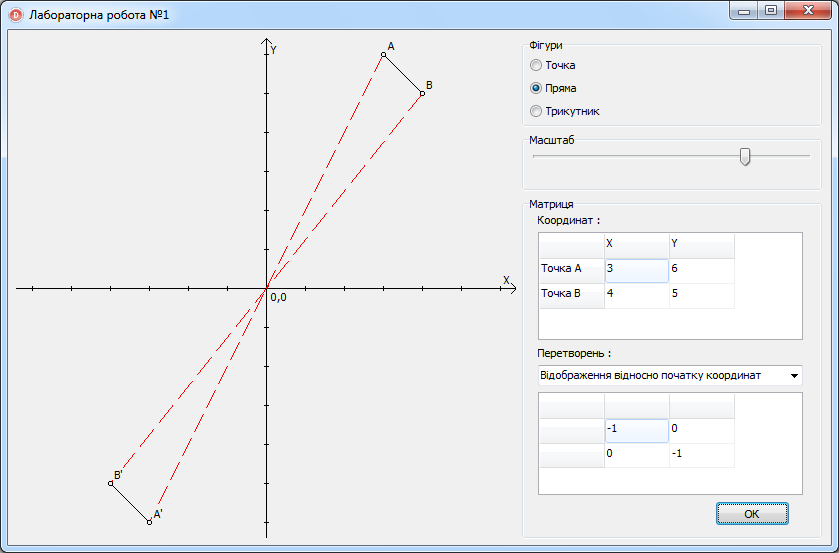 Лабораторна робота №1
Y
A
B
X
0,0
B'
A'
Фігури
Точка
Пряма
Трикутник
Масштаб
Матриця
Координат :
X Y
Точка A 3 6
Точка B 4 5
Перетворень :
Відображення відносно початку координат
-1 0
0 -1
OK